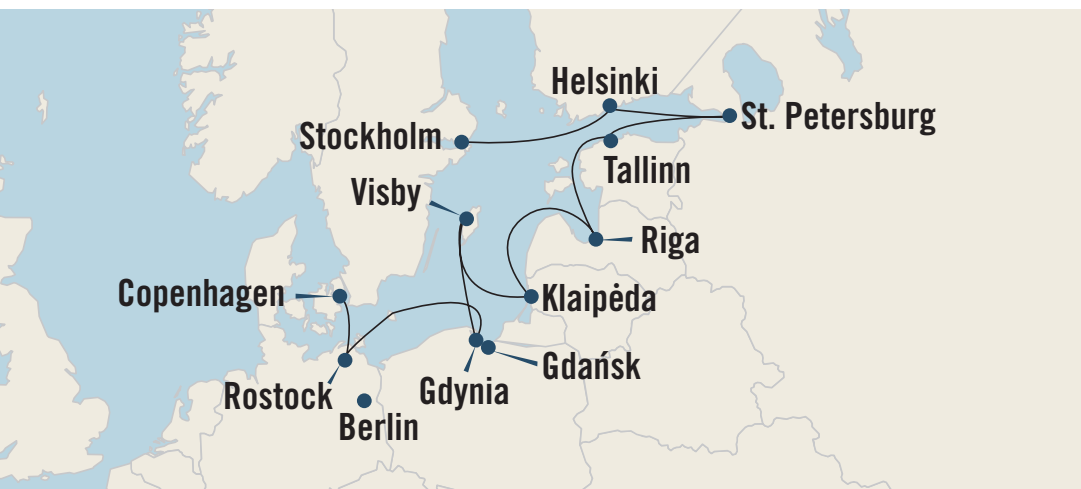 Helsinki
St. Petersburg
Stockholm
Tallinn
Visby
Riga
Copenhagen
Klaipėda
Gdańsk
Gdynia
Rostock
Berlin